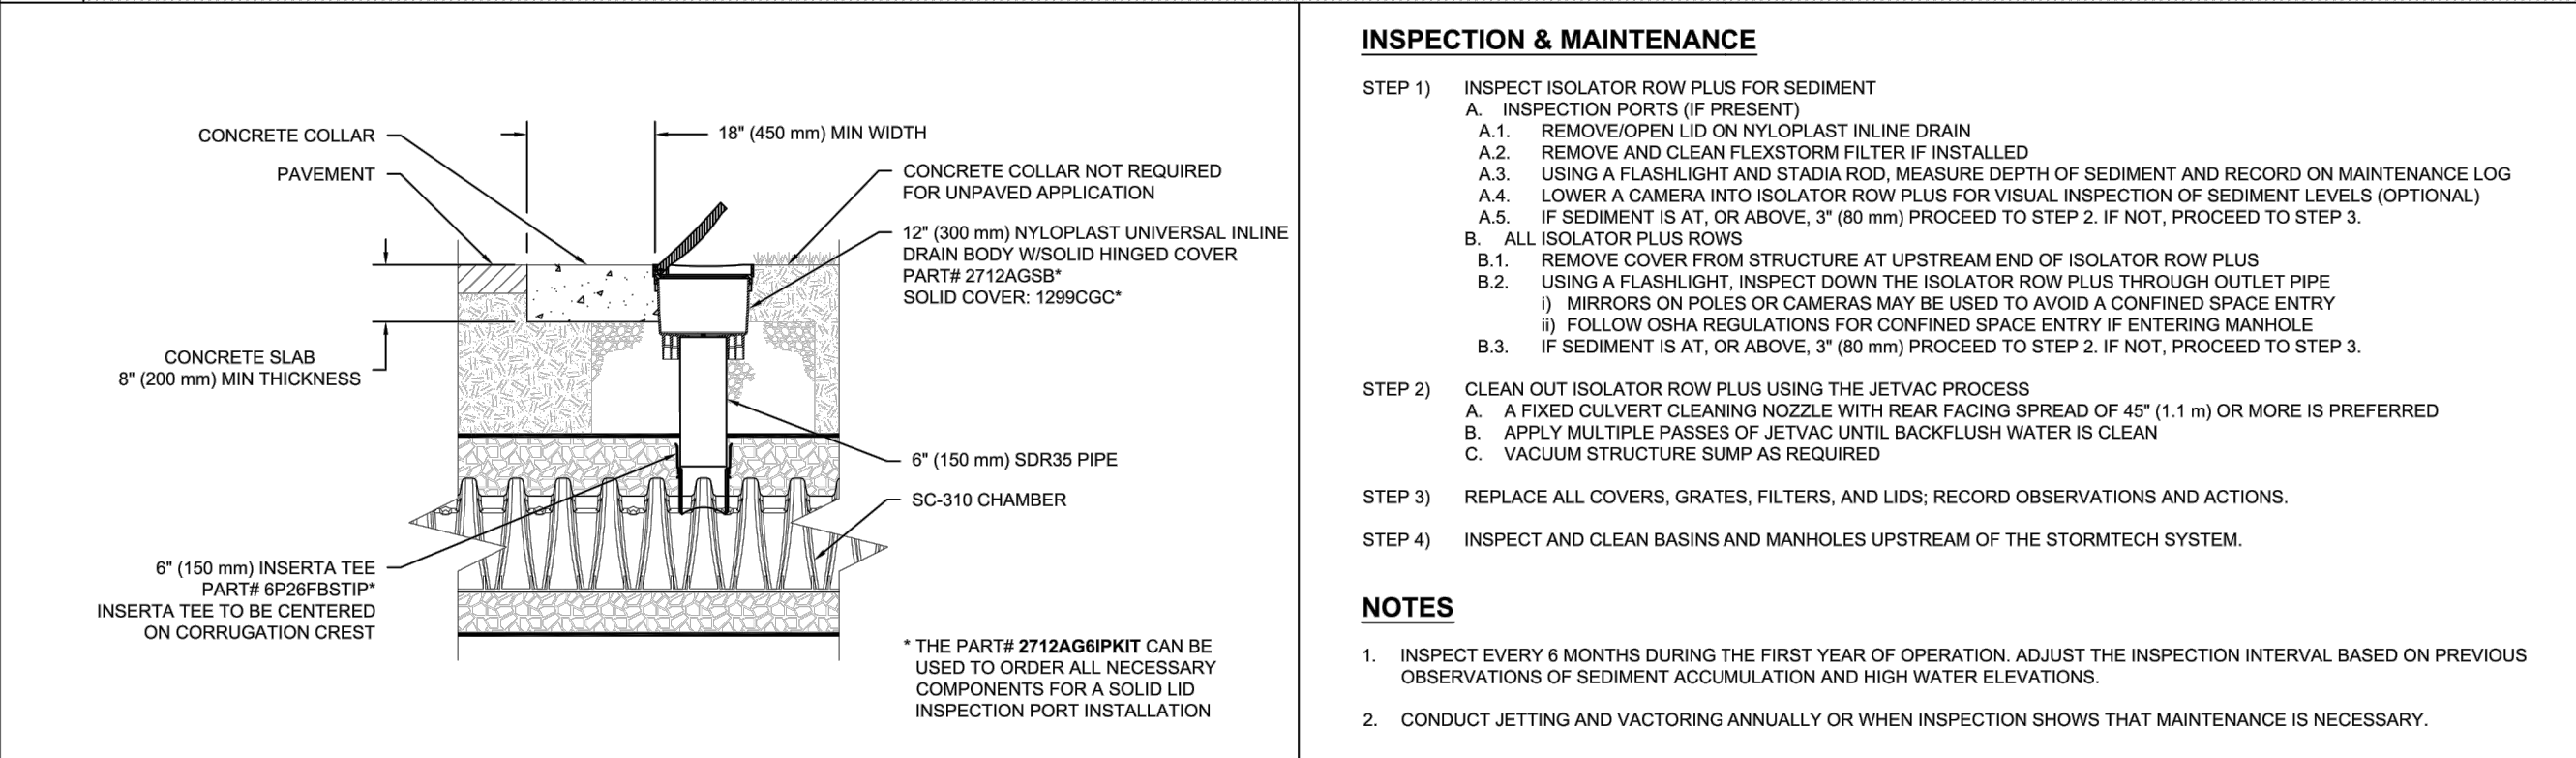 CONCRETE COLLAR
PAVEMENT
18" (450 mm) MIN WIDTH
CONCRETE COLLAR NOT REQUIRED
FOR UNPAVED APPLICATION
12" (300 mm) NYLOPLAST UNIVERSAL INLINE
DRAIN BODY W/SOLID HINGED COVER
PART# 2712AGSB*
SOLID COVER: 1299CGC*
CONCRETE SLAB
8" (200 mm) MIN THICKNESS
6" (150 mm) SDR35 PIPE
SC-310 CHAMBER
6" (150 mm) INSERTA TEE
PART# 6P26FBSTIP*
INSERTA TEE TO BE CENTERED
ON CORRUGATION CREST
* THE PART# 2712AG6IPKIT CAN BE
USED TO ORDER ALL NECESSARY
COMPONENTS FOR A SOLID LID
INSPECTION PORT INSTALLATION
INSPECTION & MAINTENANCE
STEP 1) INSPECT ISOLATOR ROW PLUS FOR SEDIMENT
A. INSPECTION PORTS (IF PRESENT)
A.1. REMOVE/OPEN LID ON NYLOPLAST INLINE DRAIN
A.2. REMOVE AND CLEAN FLEXSTORM FILTER IF INSTALLED
A.3. USING A FLASHLIGHT AND STADIA ROD, MEASURE DEPTH OF SEDIMENT AND RECORD ON MAINTENANCE LOG
A.4. LOWER A CAMERA INTO ISOLATOR ROW PLUS FOR VISUAL INSPECTION OF SEDIMENT LEVELS (OPTIONAL)
A.5. IF SEDIMENT IS AT, OR ABOVE, 3" (80 mm) PROCEED TO STEP 2. IF NOT, PROCEED TO STEP 3.
B. ALL ISOLATOR PLUS ROWS
B.1. REMOVE COVER FROM STRUCTURE AT UPSTREAM END OF ISOLATOR ROW PLUS
B.2. USING A FLASHLIGHT, INSPECT DOWN THE ISOLATOR ROW PLUS THROUGH OUTLET PIPE
i) MIRRORS ON POLES OR CAMERAS MAY BE USED TO AVOID A CONFINED SPACE ENTRY
ii) FOLLOW OSHA REGULATIONS FOR CONFINED SPACE ENTRY IF ENTERING MANHOLE
B.3. IF SEDIMENT IS AT, OR ABOVE, 3" (80 mm) PROCEED TO STEP 2. IF NOT, PROCEED TO STEP 3.
STEP 2) CLEAN OUT ISOLATOR ROW PLUS USING THE JETVAC PROCESS
A. A FIXED CULVERT CLEANING NOZZLE WITH REAR FACING SPREAD OF 45" (1.1 m) OR MORE IS PREFERRED
B. APPLY MULTIPLE PASSES OF JETVAC UNTIL BACKFLUSH WATER IS CLEAN
C. VACUUM STRUCTURE SUMP AS REQUIRED
STEP 3) REPLACE ALL COVERS, GRATES, FILTERS, AND LIDS; RECORD OBSERVATIONS AND ACTIONS.
STEP 4) INSPECT AND CLEAN BASINS AND MANHOLES UPSTREAM OF THE STORMTECH SYSTEM.
NOTES
1. INSPECT EVERY 6 MONTHS DURING THE FIRST YEAR OF OPERATION. ADJUST THE INSPECTION INTERVAL BASED ON PREVIOUS
OBSERVATIONS OF SEDIMENT ACCUMULATION AND HIGH WATER ELEVATIONS.
2. CONDUCT JETTING AND VACTORING ANNUALLY OR WHEN INSPECTION SHOWS THAT MAINTENANCE IS NECESSARY.